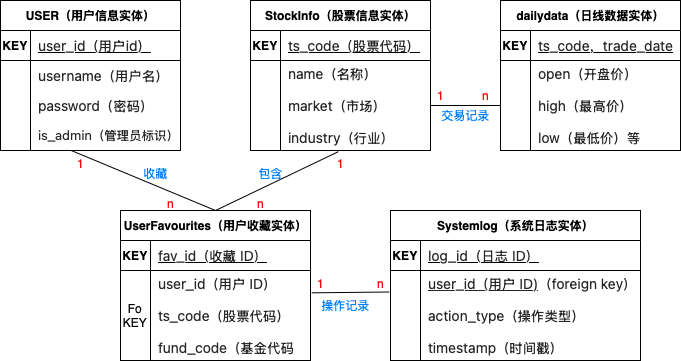 USER（用户信息实体）
KEY user_id（用户id）
username（用户名）
password（密码）
is_admin（管理员标识）
StockInfo（股票信息实体）
KEY ts_code（股票代码）
name（名称）
market（市场）
industry（行业）
dailydata（日线数据实体）
KEY ts_code，trade_date
open（开盘价）
high（最高价）
low（最低价）等
1 n
交易记录
1
收藏
n
1
包含
n
UserFavourites（用户收藏实体）
KEY fav_id（收藏 ID）
user_id（用户 ID）
Fo
KEY
ts_code（股票代码）
fund_code（基金代码
1 n
操作记录
Systemlog（系统日志实体）
KEY log_id（日志 ID）
user_id（用户 ID）(foreign key)
action_type（操作类型）
timestamp（时间戳）